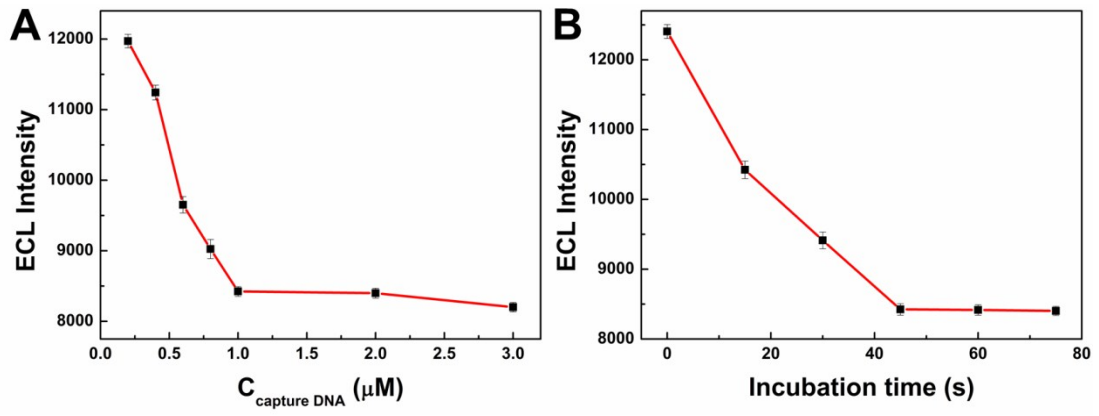 A
ECL Intensity
12000
11000
10000
9000
8000
0.0 0.5 1.0 1.5 2.0 2.5 3.0
C capture DNA (μM)
B
ECL Intensity
12000
11000
10000
9000
8000
0 20 40 60 80
Incubation time (s)